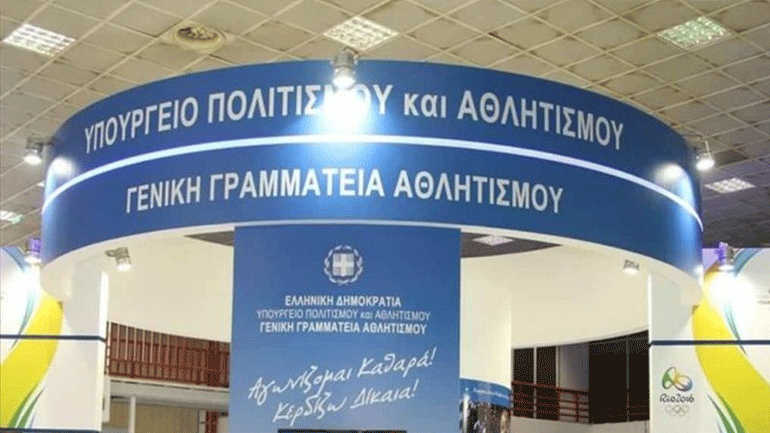 ΥΠΟΥΡΓΕΙΟ ΠΟΛΙΤΙΣΜΟΥ και ΑΘΛΗΤΙΣΜΟΥ
ΓΕΝΙΚΗ ΓΡΑΜΜΑΤΕΙΑ ΑΘΛΗΤΙΣΜΟΥ
ΕΛΛΗΝΙΚΗ ΔΗΜΟΚΡΑΤΙΑ
ΥΠΟΥΡΓΕΙΟ ΠΟΛΙΤΙΣΜΟΥ και ΑΘΛΗΤΙΣΜΟΥ
ΓΕΝΙΚΗ ΓΡΑΜΜΑΤΕΙΑ ΑΘΛΗΤΙΣΜΟΥ
Αγωνίζομαι Καθαρά!
Κερδίζω Δίκαια!
Rio2016